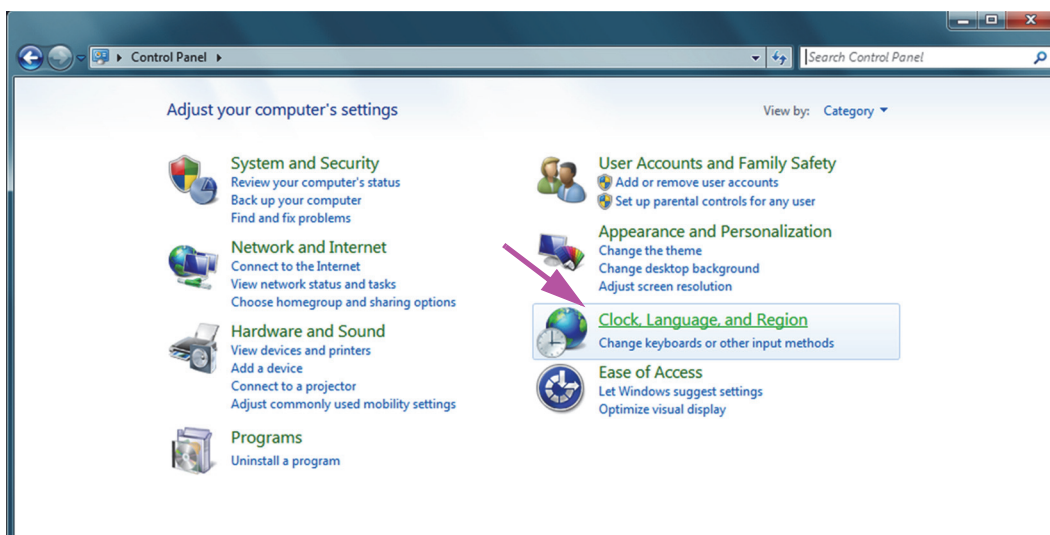 Control Panel
Search Control Panel
Adjust your computer's settings
View by: Category
System and Security
Review your computer's status
Back up your computer
Find and fix problems
Network and Internet
Connect to the Internet
View network status and tasks
Choose homegroup and sharing options
Hardware and Sound
View devices and printers
Add a device
Connect to a projector
Adjust commonly used mobility settings
Programs
Uninstall a program
User Accounts and Family Safety
Add or remove user accounts
Set up parental controls for any user
Appearance and Personalization
Change the theme
Change desktop background
Adjust screen resolution
Clock, Language, and Region
Change keyboards or other input methods
Ease of Access
Let Windows suggest settings
Optimize visual display